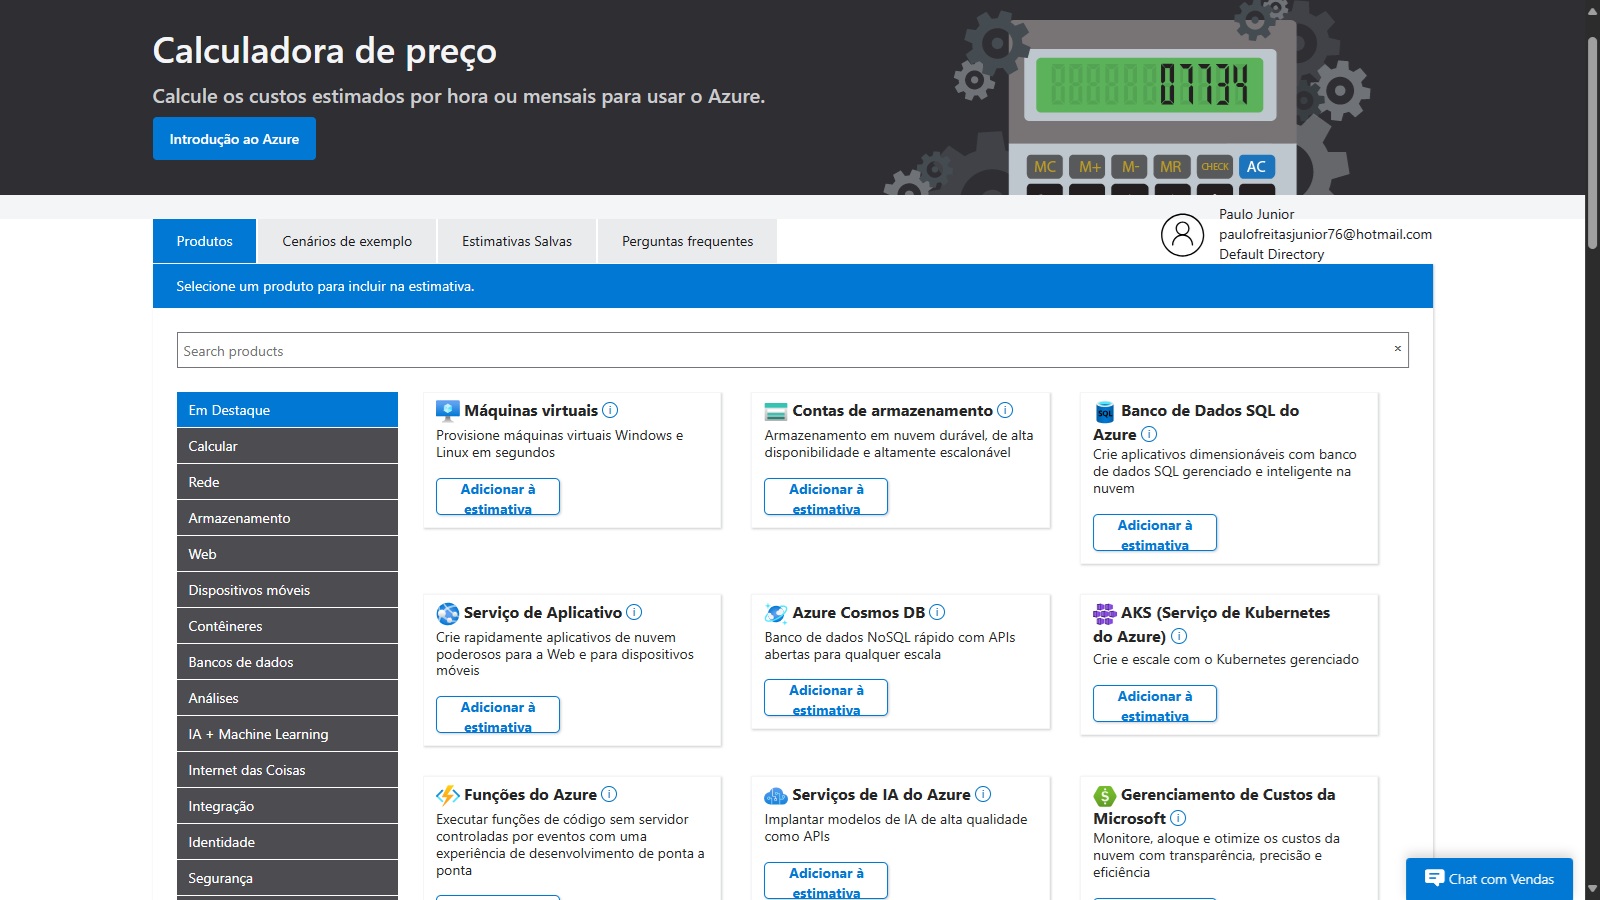 Calculadora de preço
Calcule os custos estimados por hora ou mensais para usar o Azure.
Introdução ao Azure
07734
MC
M+
M-
MR
CHECK
AC
Produtos
Cenários de exemplo
Estimativas Salvas
Perguntas frequentes
Paulo Junior
paulofreitasjunior76@hotmail.com
Default Directory
Selecione um produto para incluir na estimativa.
Search products
×
Em Destaque
Calcular
Rede
Armazenamento
Web
Dispositivos móveis
Contêineres
Bancos de dados
Análises
IA + Machine Learning
Internet das Coisas
Integração
Identidade
Segurança
Máquinas virtuais
Provisione máquinas virtuais Windows e
Linux em segundos
Adicionar à
estimativa
Contas de armazenamento
Armazenamento em nuvem durável, de alta
disponibilidade e altamente escalonável
Adicionar à
estimativa
SQL
Banco de Dados SQL do
Azure
Crie aplicativos dimensionáveis com banco
de dados SQL gerenciado e inteligente na
nuvem
Adicionar à
estimativa
Serviço de Aplicativo
Crie rapidamente aplicativos de nuvem
poderosos para a Web e para dispositivos
móveis
Adicionar à
estimativa
Azure Cosmos DB
Banco de dados NoSQL rápido com APIs
abertas para qualquer escala
Adicionar à
estimativa
AKS (Serviço de Kubernetes
do Azure)
Crie e escale com o Kubernetes gerenciado
Adicionar à
estimativa
Funções do Azure
Executar funções de código sem servidor
controladas por eventos com uma
experiência de desenvolvimento de ponta a
ponta
Serviços de IA do Azure
Implantar modelos de IA de alta qualidade
como APIs
Adicionar à
estimativa
Gerenciamento de Custos da
Microsoft
Monitore, aloque e otimize os custos da
nuvem com transparência, precisão e
eficiência
Chat com Vendas